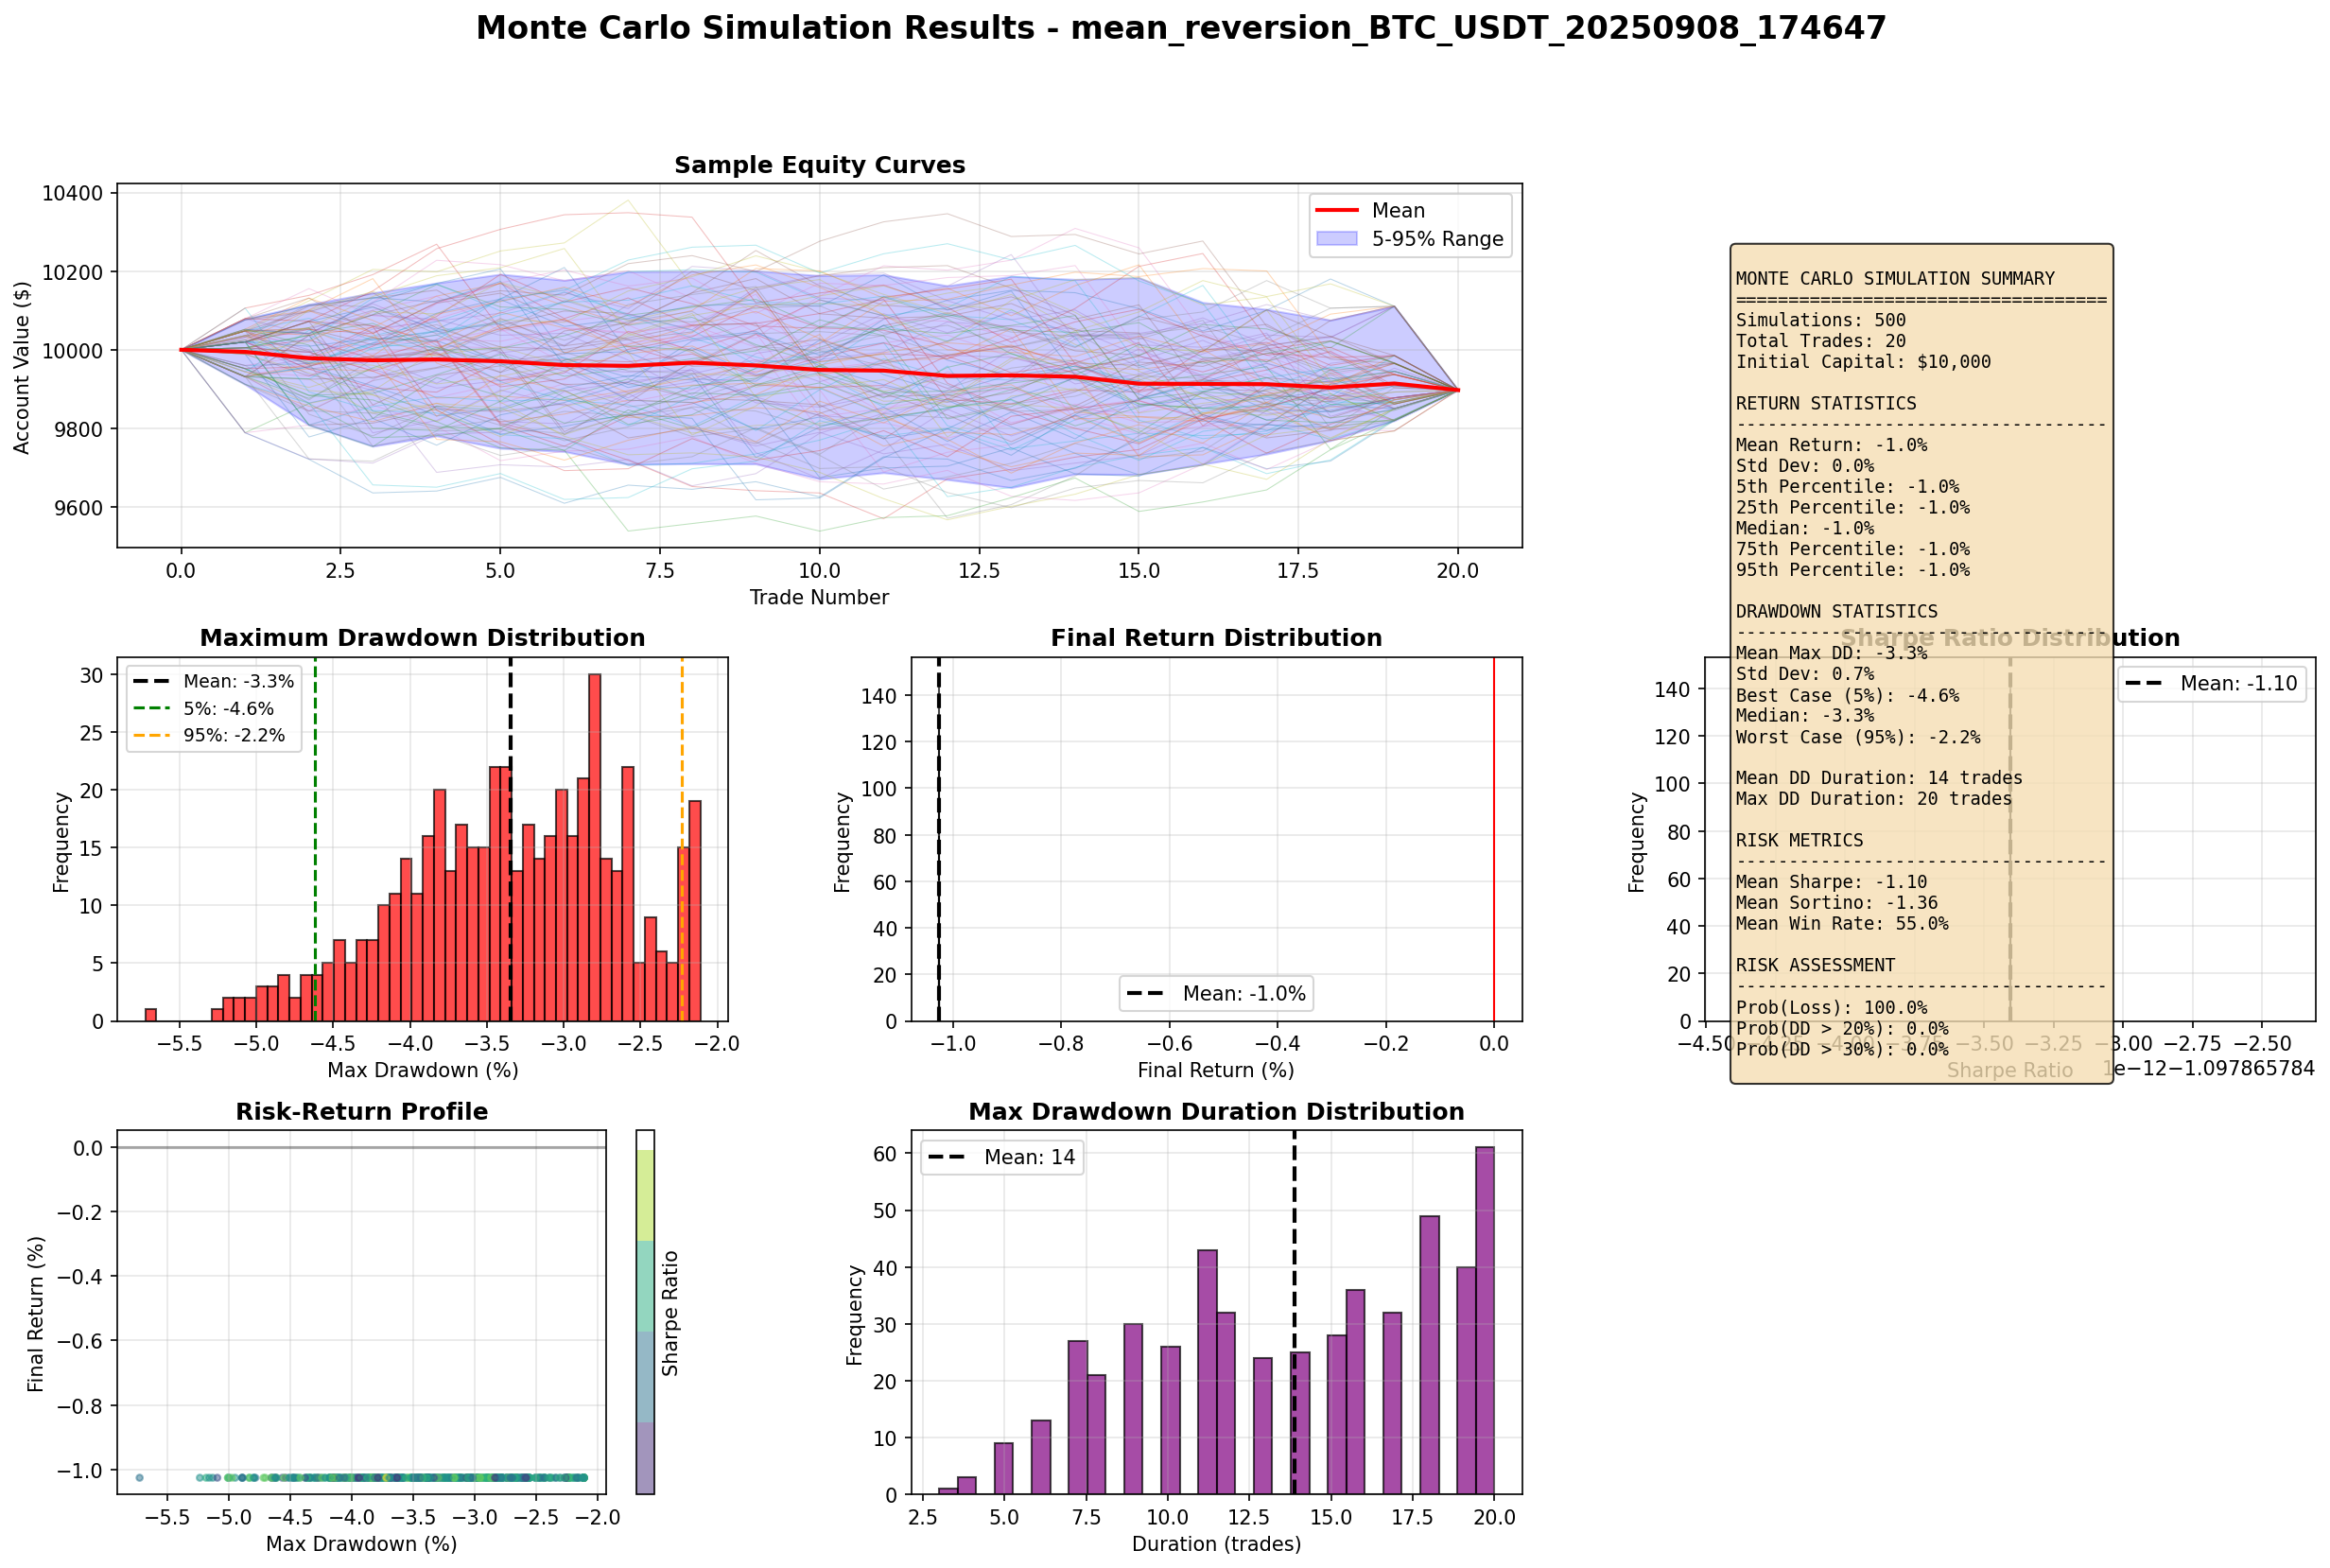 Monte Carlo Simulation Results - mean_reversion_BTC_USDT_20250908_174647
Sample Equity Curves
Account Value ($)
10400
10200
10000
9800
9600
Mean
5-95% Range
0.0 2.5 5.0 7.5 10.0 12.5 15.0 17.5 20.0
Trade Number
MONTE CARLO SIMULATION SUMMARY
===================================
Simulations: 500
Total Trades: 20
Initial Capital: $10,000
RETURN STATISTICS
-----------------------------------
Mean Return: -1.0%
Std Dev: 0.0%
5th Percentile: -1.0%
25th Percentile: -1.0%
Median: -1.0%
75th Percentile: -1.0%
95th Percentile: -1.0%
DRAWDOWN STATISTICS
-----------------------------------
Mean Max DD: -3.3%
Std Dev: 0.7%
Best Case (5%): -4.6%
Median: -3.3%
Worst Case (95%): -2.2%
Mean DD Duration: 14 trades
Max DD Duration: 20 trades
RISK METRICS
-----------------------------------
Mean Sharpe: -1.10
Mean Sortino: -1.36
Mean Win Rate: 55.0%
RISK ASSESSMENT
-----------------------------------
Prob(Loss): 100.0%
Prob(DD > 20%): 0.0%
Prob(DD > 30%): 0.0%
Maximum Drawdown Distribution
Frequency
30
25
20
15
10
5
0
Mean: -3.3%
5%: -4.6%
95%: -2.2%
−5.5 −5.0 −4.5 −4.0 −3.5 −3.0 −2.5 −2.0
Max Drawdown (%)
Final Return Distribution
Frequency
140
120
100
80
60
40
20
0
Mean: -1.0%
−1.0 −0.8 −0.6 −0.4 −0.2 0.0
Final Return (%)
Sharpe Ratio Distribution
Frequency
140
120
100
80
60
40
20
0
Mean: -1.10
−4.50 −4.25 −4.00 −3.75 −3.50 −3.25 −3.00 −2.75 −2.50
Sharpe Ratio
1e−12−1.097865784
Risk-Return Profile
Final Return (%)
0.0
−0.2
−0.4
−0.6
−0.8
−1.0
−5.5 −5.0 −4.5 −4.0 −3.5 −3.0 −2.5 −2.0
Max Drawdown (%)
Sharpe Ratio
Max Drawdown Duration Distribution
Frequency
60
50
40
30
20
10
0
Mean: 14
2.5 5.0 7.5 10.0 12.5 15.0 17.5 20.0
Duration (trades)